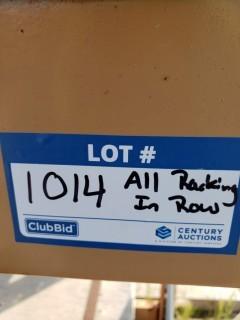 LOT #
1014 All Racking
In Row
ClubBid
CENTURY
AUCTIONS